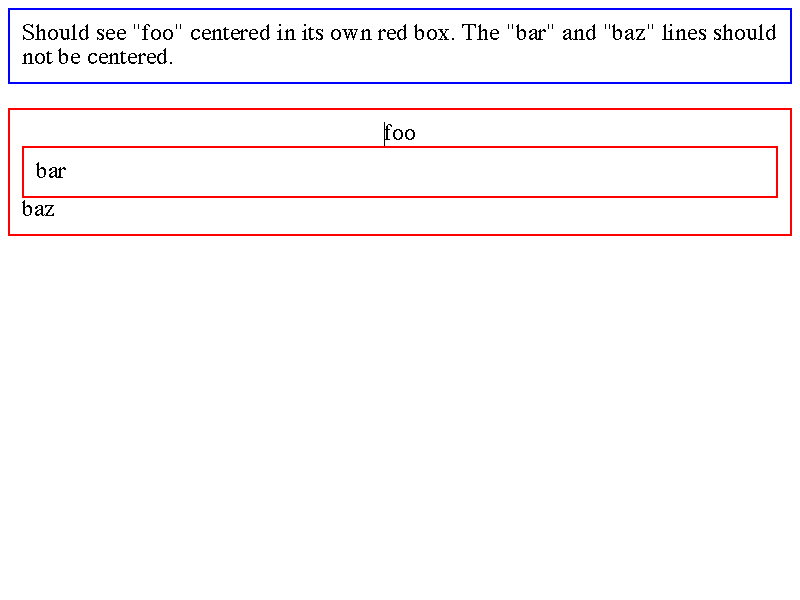 Should see "foo" centered in its own red box. The "bar" and "baz" lines should
not be centered.
foo
bar
baz